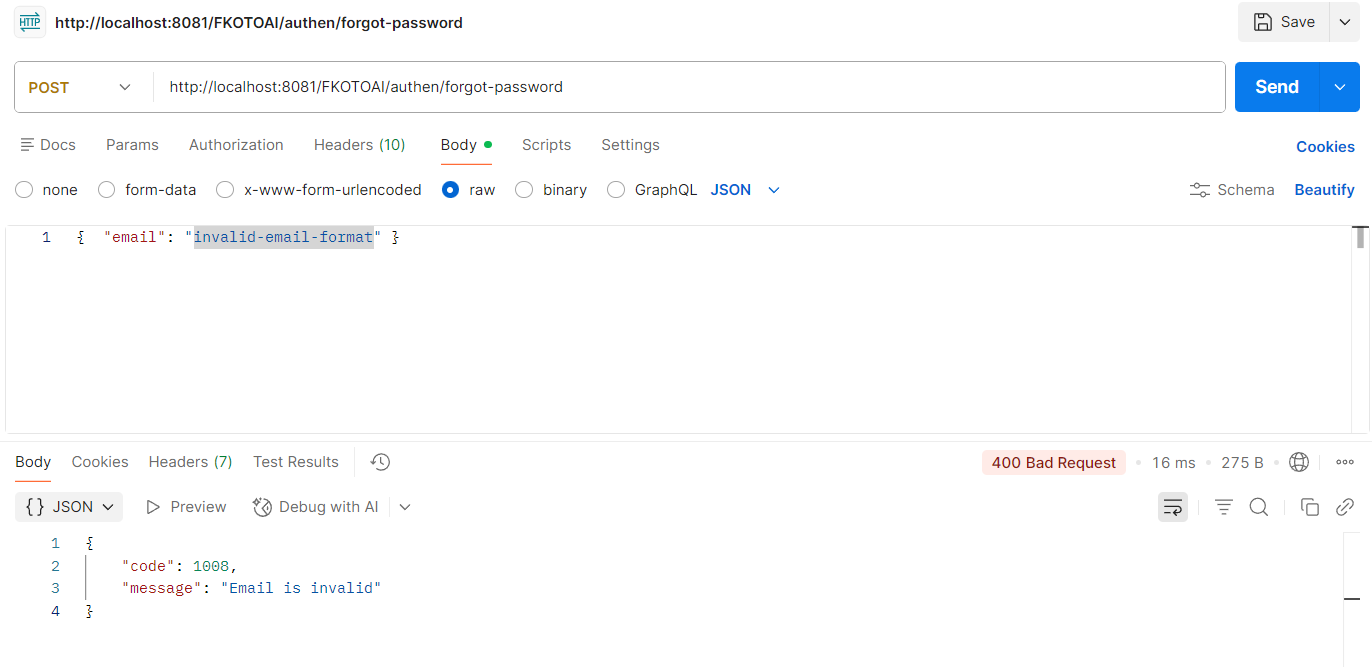 HTTP http://localhost:8081/FKOTOAI/authen/forgot-password Save
POST http://localhost:8081/FKOTOAI/authen/forgot-password Send
Docs Params Authorization Headers (10) Body Scripts Settings Cookies
none form-data x-www-form-urlencoded raw binary GraphQL JSON Schema Beautify
1 { "email": "invalid-email-format" }
Body Cookies Headers (7) Test Results 400 Bad Request 16 ms 275 B
{} JSON Preview Debug with AI
1 {
2 "code": 1008,
3 "message": "Email is invalid"
4 }